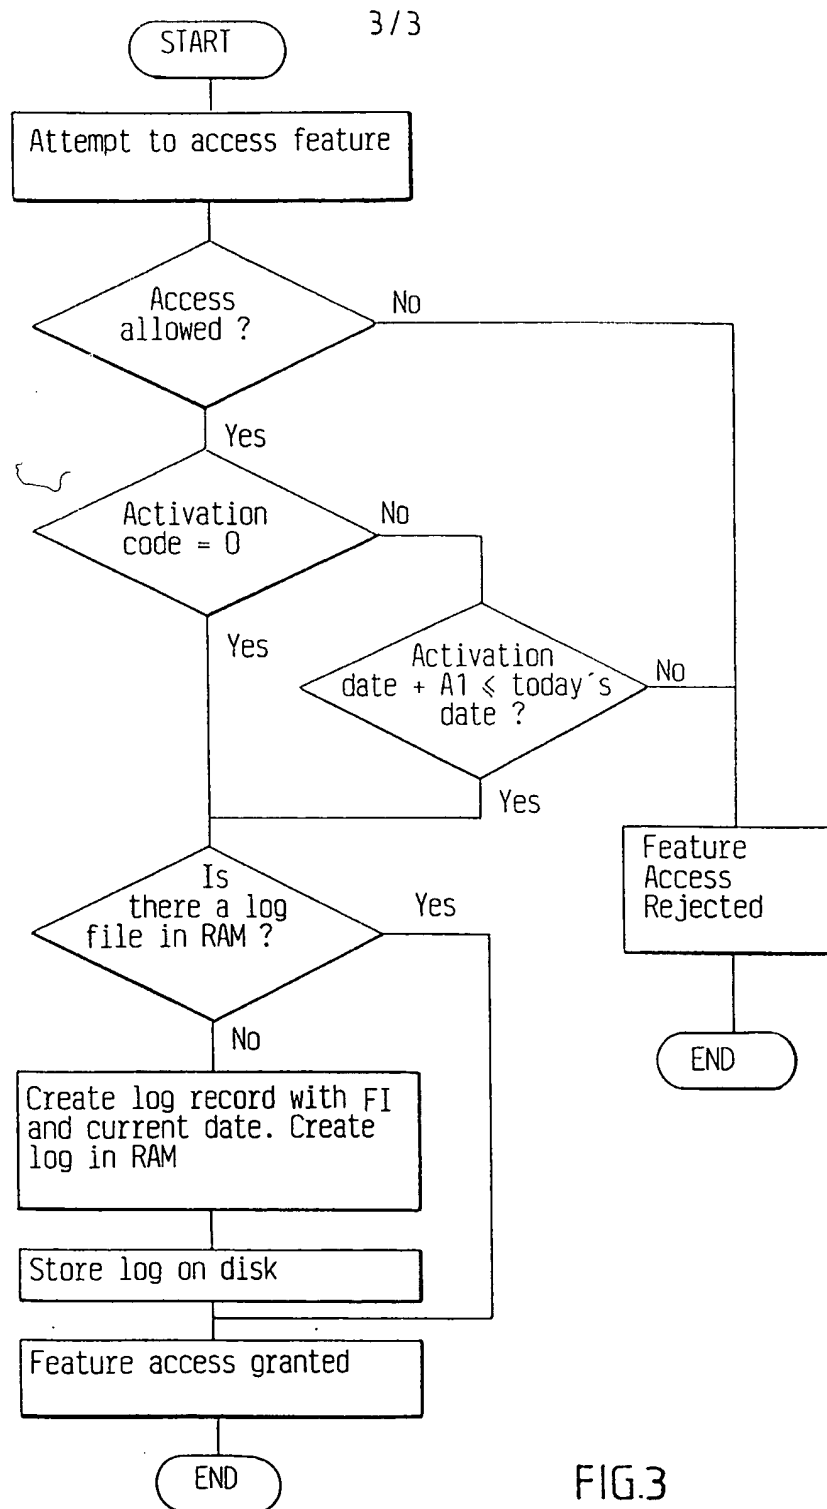 3/3
START
Attempt to access feature
Access
allowed ?
No
Yes
Activation
code = 0
No
Yes
Activation
date + A1 ⩽ today's
date ?
No
Yes
Feature
Access
Rejected
END
Is
there a log
file in RAM ?
Yes
No
Create log record with FI
and current date. Create
log in RAM
Store log on disk
Feature access granted
END
FIG.3